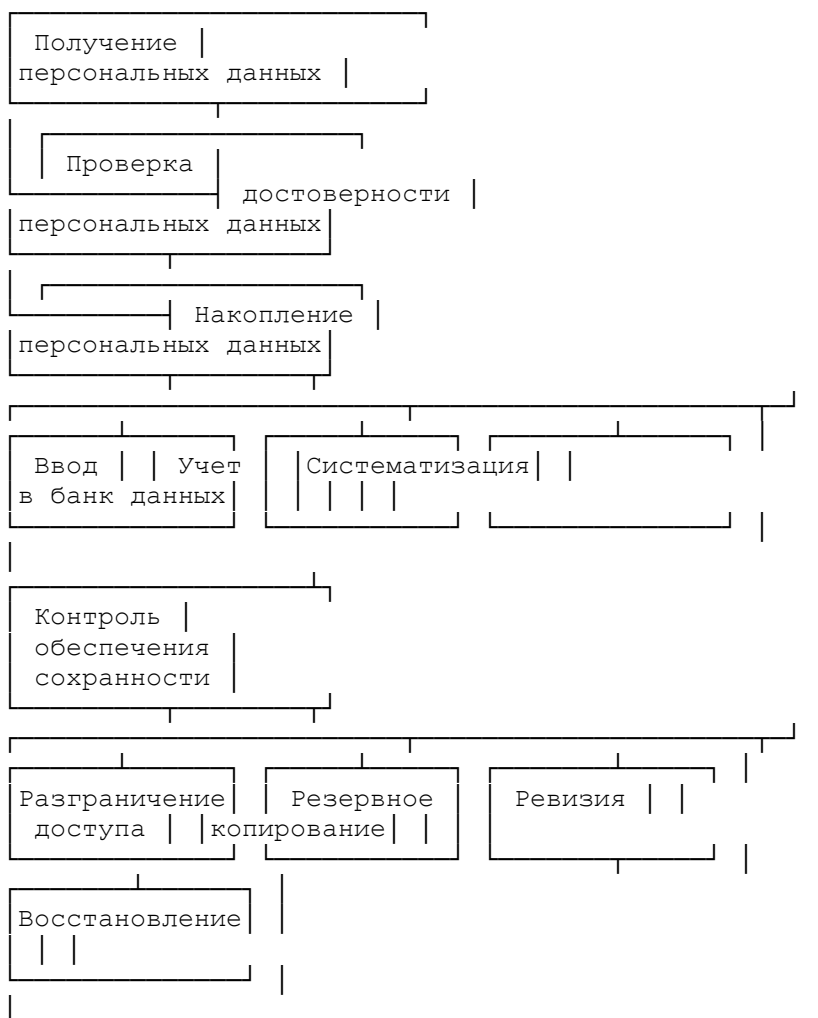 Получение
персональных данных
Проверка
достоверности
персональных данных
Накопление
персональных данных
Ввод Учет Систематизация
в банк данных
Контроль
обеспечения
сохранности
Разграничение Резервное Ревизия
доступа копирование
Восстановление